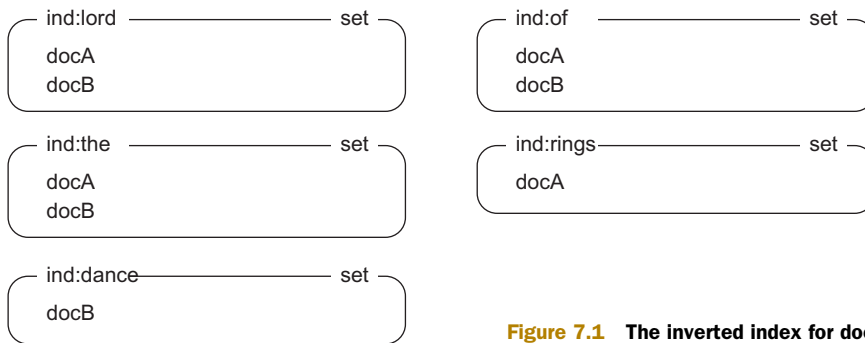 ind:lord set
docA
docB
ind:of set
docA
docB
ind:the set
docA
docB
ind:rings set
docA
ind:dance set
docB
Figure 7.1 The inverted index for